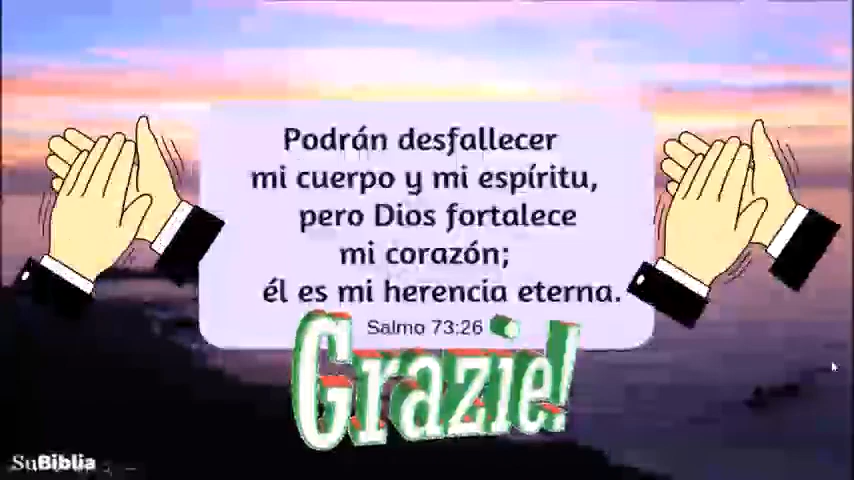 Podrán desfallecer
mi cuerpo y mi espíritu,
pero Dios fortalece
mi corazón;
él es mi herencia eterna.
Salmo 73:26
Grazie!
SuBiblia